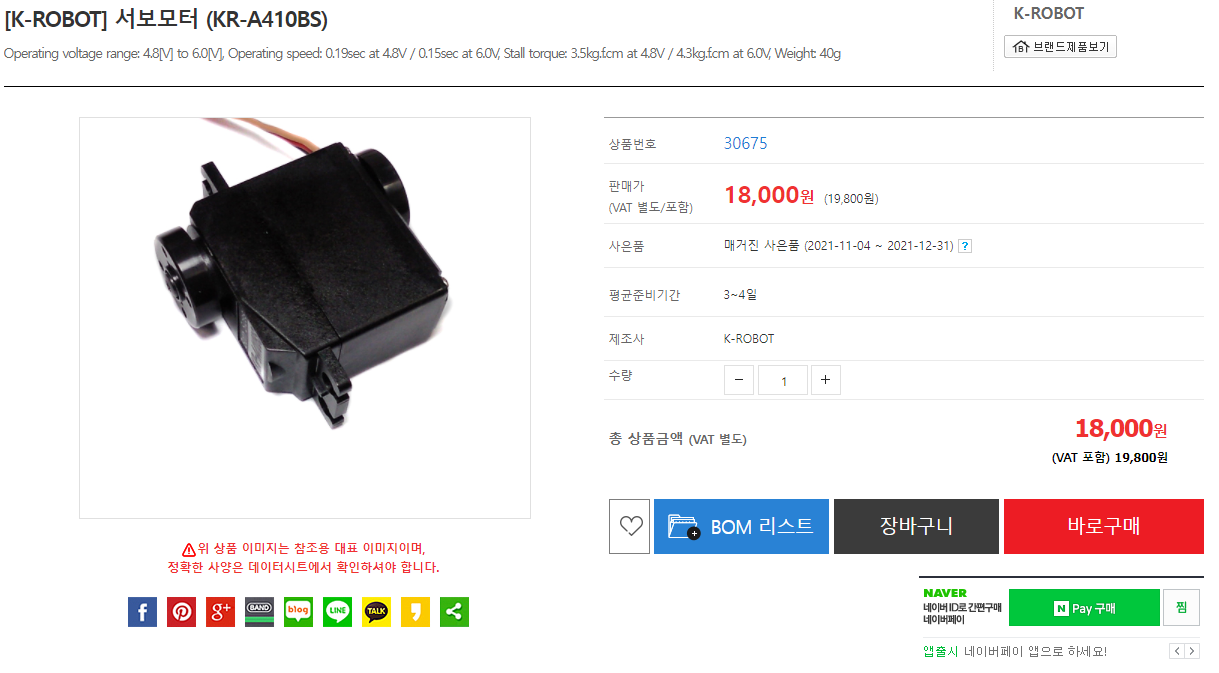 [K-ROBOT] 서보모터 (KR-A410BS)
Operating voltage range: 4.8[V] to 6.0[V], Operating speed: 0.19sec at 4.8V / 0.15sec at 6.0V, Stall torque: 3.5kg.f.cm at 4.8V / 4.3kg.f.cm at 6.0V, Weight: 40g
K-ROBOT
브랜드제품보기
상품번호 30675
판매가
(VAT 별도/포함) 18,000원 (19,800원)
사은품 매거진 사은품 (2021-11-04 ~ 2021-12-31) ?
평균준비기간 3~4일
제조사 K-ROBOT
수량 − 1 +
총 상품금액 (VAT 별도) 18,000원
(VAT 포함) 19,800원
BOM 리스트 장바구니 바로구매
위 상품 이미지는 참조용 대표 이미지이며,
정확한 사양은 데이터시트에서 확인하셔야 합니다.
f g+ BAND blog LINE TALK
NAVER
네이버 ID로 간편구매
네이버페이
N Pay 구매 찜
앱출시 네이버페이 앱으로 하세요!